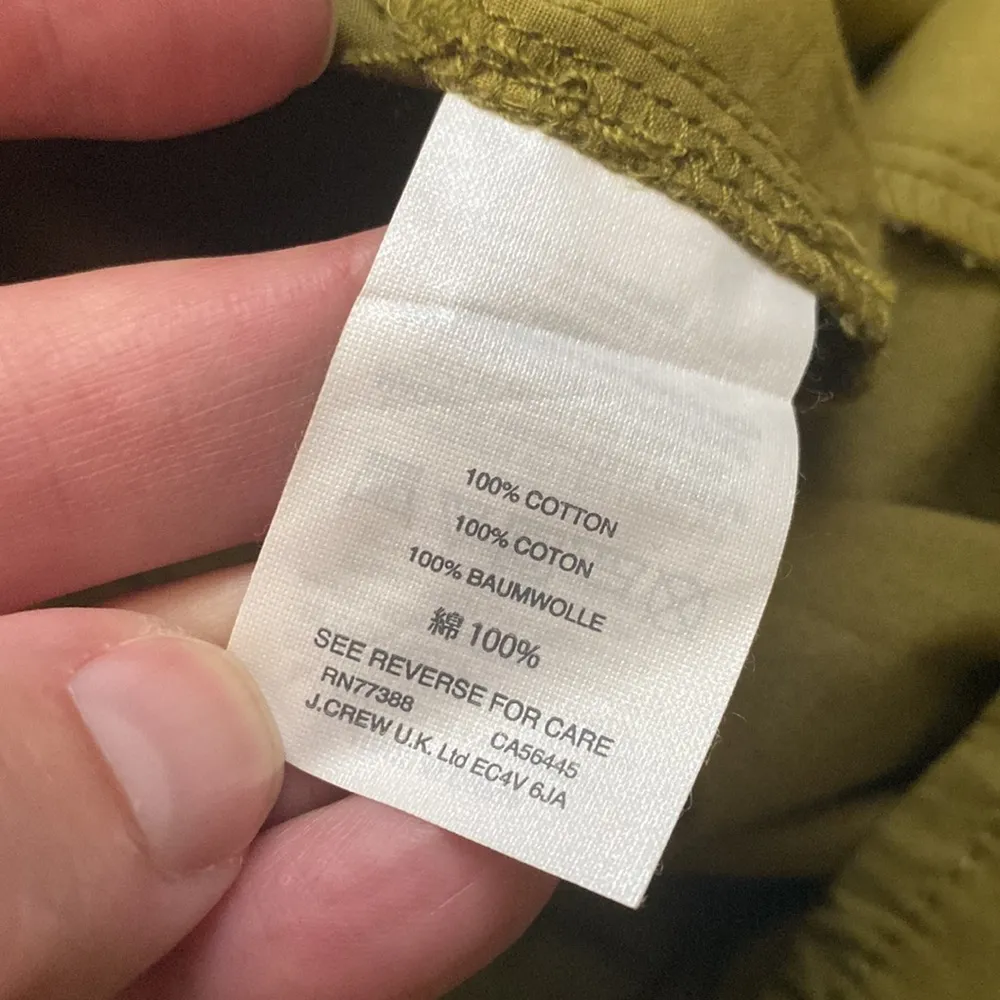 100% COTTON
100% COTON
100% BAUMWOLLE
綿 100%
SEE REVERSE FOR CARE
RN77388 CA56445
J.CREW U.K. Ltd EC4V 6JA